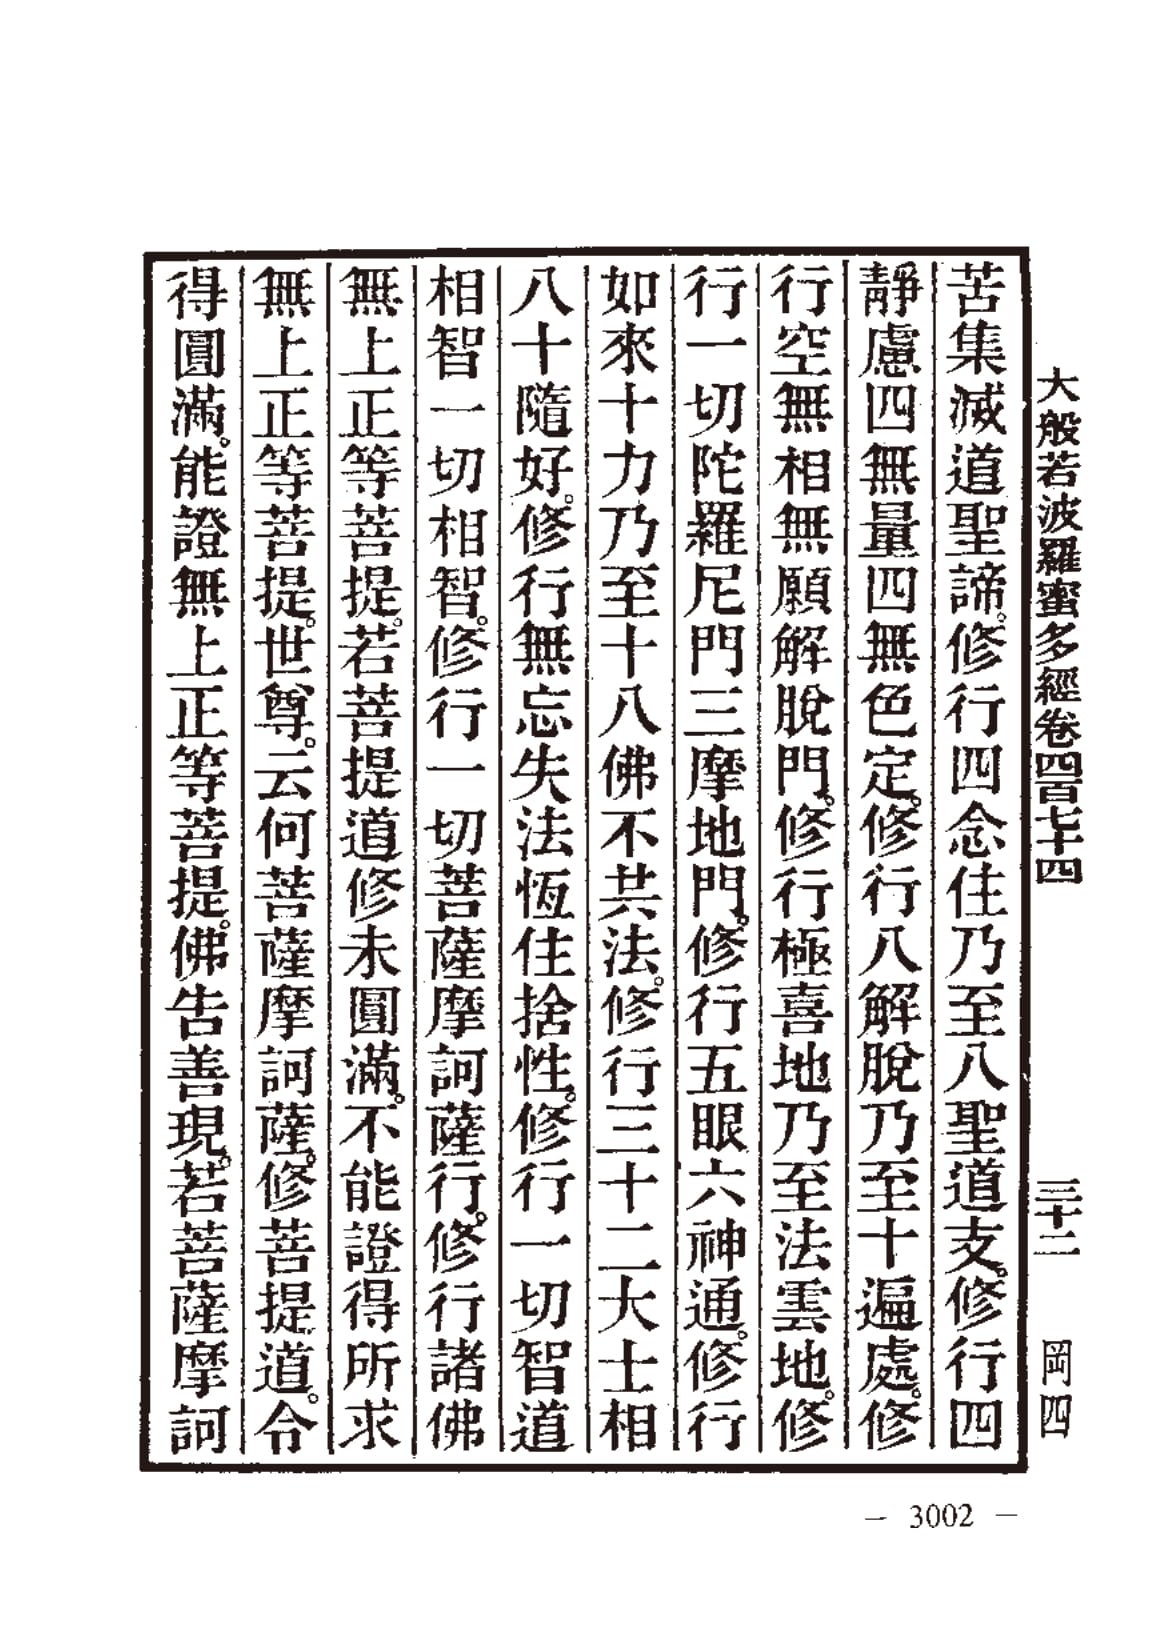 大般若波羅蜜多經卷四百七十四 三十二 岡四
苦集滅道聖諦。修行四念住乃至八聖道支。修行四
靜慮四無量四無色定。修行八解脫乃至十遍處。修
行空無相無願解脫門。修行極喜地乃至法雲地。修
行一切陀羅尼門三摩地門。修行五眼六神通。修行
如來十力乃至十八佛不共法。修行三十二大士相
八十隨好。修行無忘失法恆住捨性。修行一切智道
相智一切相智。修行一切菩薩摩訶薩行。修行諸佛
無上正等菩提。若菩提道修未圓滿。不能證得所求
無上正等菩提。世尊。云何菩薩摩訶薩。修菩提道。令
得圓滿。能證無上正等菩提。佛告善現。若菩薩摩訶
— 3002 —